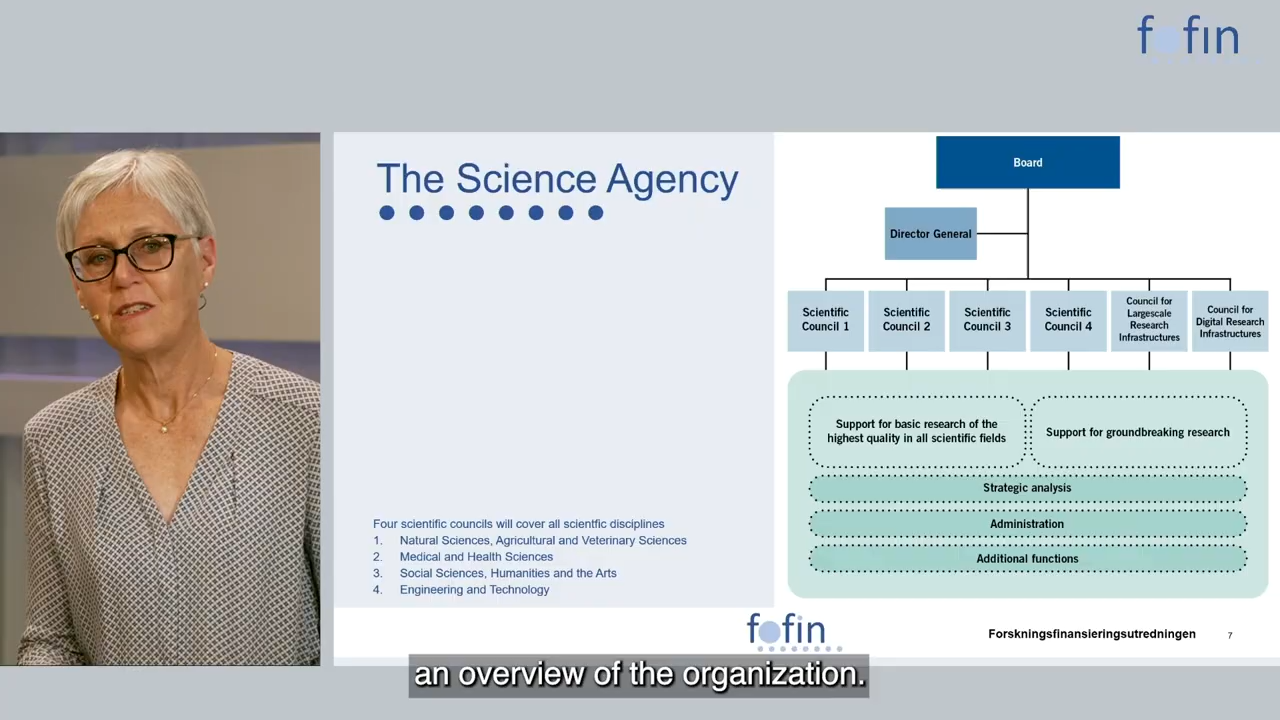 fofin
The Science Agency
Four scientific councils will cover all scientfc disciplines
1. Natural Sciences, Agricultural and Veterinary Sciences
2. Medical and Health Sciences
3. Social Sciences, Humanities and the Arts
4. Engineering and Technology
Board
Director General
Scientific
Council 1
Scientific
Council 2
Scientific
Council 3
Scientific
Council 4
Council for
Largescale
Research
Infrastructures
Council for
Digital Research
Infrastructures
Support for basic research of the
highest quality in all scientific fields
Support for groundbreaking research
Strategic analysis
Administration
Additional functions
fofin
Forskningsfinansieringsutredningen 7
an overview of the organization.